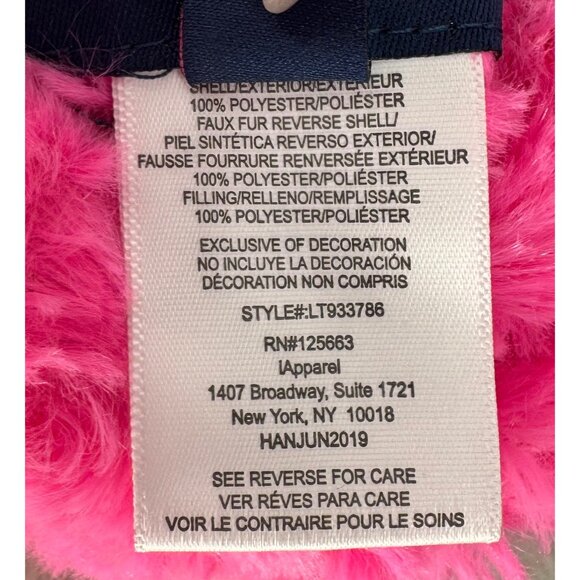 SHELL/EXTERIOR/EXTÉRIEUR
100% POLYESTER/POLIÉSTER
FAUX FUR REVERSE SHELL/
PIEL SINTÉTICA REVERSO EXTERIOR/
FAUSSE FOURRURE RENVERSÉE EXTÉRIEUR
100% POLYESTER/POLIÉSTER
FILLING/RELLENO/REMPLISSAGE
100% POLYESTER/POLIÉSTER
EXCLUSIVE OF DECORATION
NO INCLUYE LA DECORACIÓN
DÉCORATION NON COMPRIS
STYLE#:LT933786
RN#125663
iApparel
1407 Broadway, Suite 1721
New York, NY 10018
HANJUN2019
SEE REVERSE FOR CARE
VER RÉVES PARA CARE
VOIR LE CONTRAIRE POUR LE SOINS